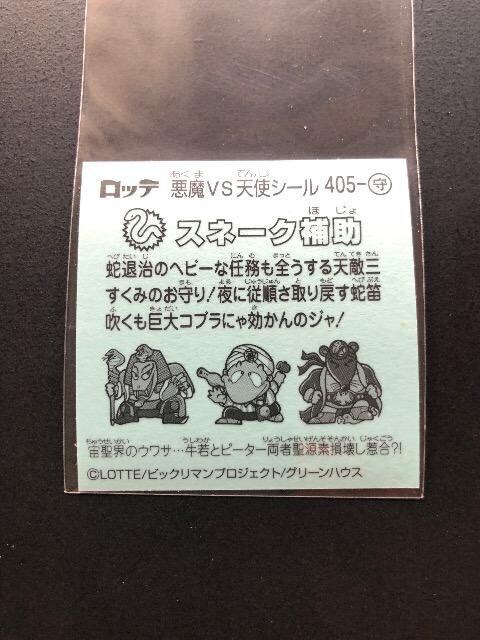 ロッテ 悪魔VS天使シール 405-守
スネーク補助
蛇退治のヘビーな任務も全うする天敵三
すくみのお守り!夜に従順さ取り戻す蛇笛
吹くも巨大コブラにゃ効かんのジャ!
宙聖界のウワサ…牛若とピーター両者聖源素損壊し惹合?!
©LOTTE/ビックリマンプロジェクト/グリーンハウス